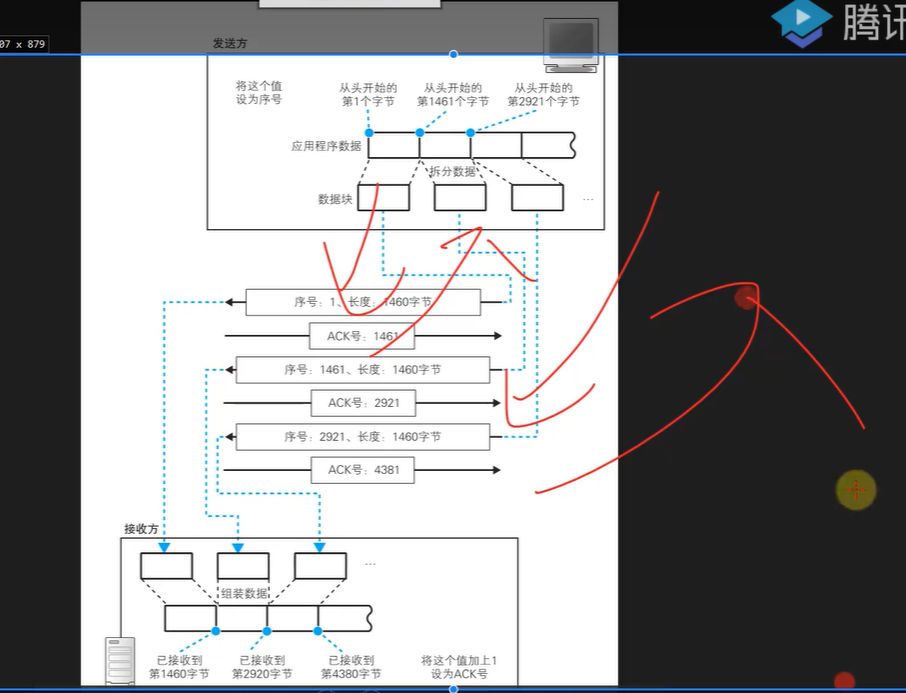 07 x 879
腾讯
发送方
将这个值
设为序号
从头开始的
第1个字节
从头开始的
第1461个字节
从头开始的
第2921个字节
应用程序数据
拆分数据
数据块
...
序号：1、长度：1460字节
ACK号：1461
序号：1461、长度：1460字节
ACK号：2921
序号：2921、长度：1460字节
ACK号：4381
接收方
...
组装数据
已接收到
第1460字节
已接收到
第2920字节
已接收到
第4380字节
将这个值加上1
设为ACK号